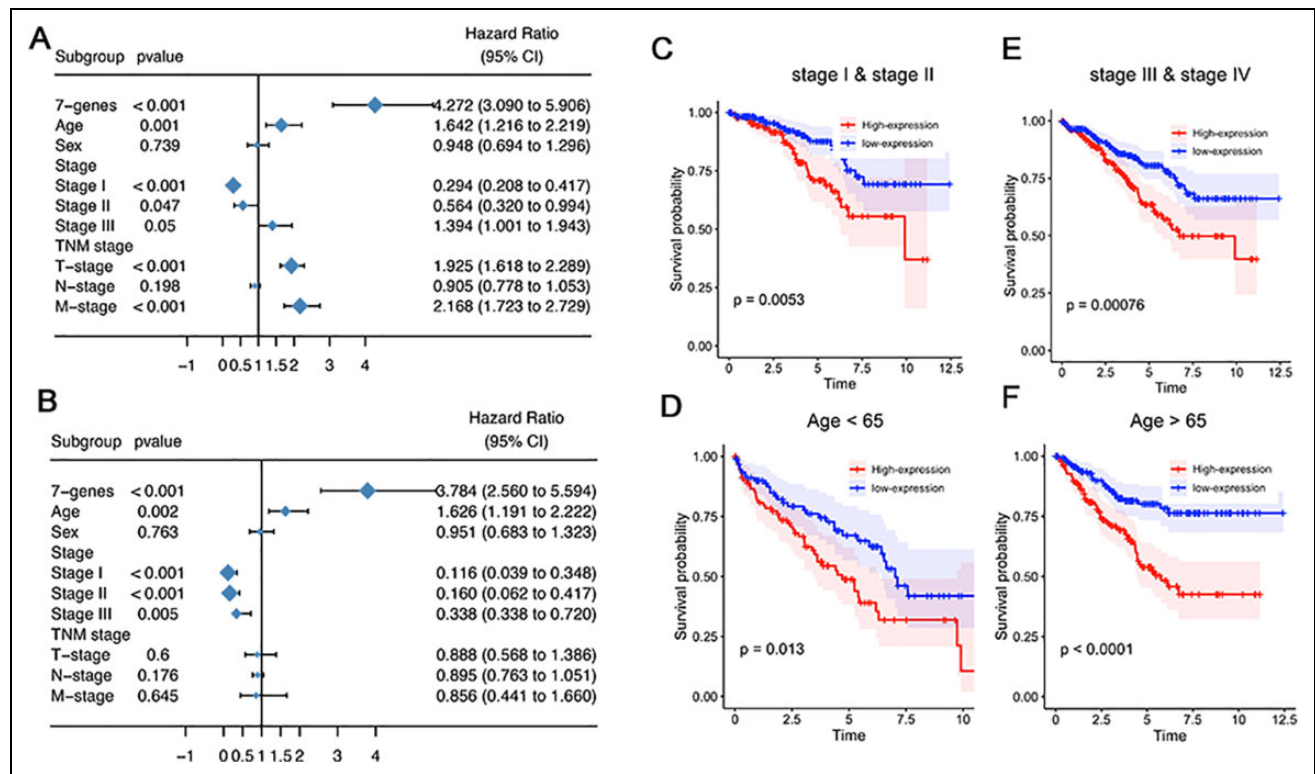 A
Hazard Ratio
Subgroup pvalue (95% CI)
7-genes < 0.001 4.272 (3.090 to 5.906)
Age 0.001 1.642 (1.216 to 2.219)
Sex 0.739 0.948 (0.694 to 1.296)
Stage
Stage I < 0.001 0.294 (0.208 to 0.417)
Stage II 0.047 0.564 (0.320 to 0.994)
Stage III 0.05 1.394 (1.001 to 1.943)
TNM stage
T-stage < 0.001 1.925 (1.618 to 2.289)
N-stage 0.198 0.905 (0.778 to 1.053)
M-stage < 0.001 2.168 (1.723 to 2.729)
-1 0 0.5 1 1.5 2 3 4
B
Hazard Ratio
Subgroup pvalue (95% CI)
7-genes < 0.001 3.784 (2.560 to 5.594)
Age 0.002 1.626 (1.191 to 2.222)
Sex 0.763 0.951 (0.683 to 1.323)
Stage
Stage I < 0.001 0.116 (0.039 to 0.348)
Stage II < 0.001 0.160 (0.062 to 0.417)
Stage III 0.005 0.338 (0.338 to 0.720)
TNM stage
T-stage 0.6 0.888 (0.568 to 1.386)
N-stage 0.176 0.895 (0.763 to 1.051)
M-stage 0.645 0.856 (0.441 to 1.660)
-1 0 0.5 1 1.5 2 3 4
C
stage I & stage II
High-expression
low-expression
Survival probability
1.00
0.75
0.50
0.25
0.00
p = 0.0053
0 2.5 5 7.5 10 12.5
Time
E
stage III & stage IV
High-expression
low-expression
Survival probability
1.00
0.75
0.50
0.25
0.00
p = 0.00076
0 2.5 5 7.5 10 12.5
Time
D
Age < 65
High-expression
low-expression
Survival probability
1.00
0.75
0.50
0.25
0.00
p = 0.013
0 2.5 5 7.5 10
Time
F
Age > 65
High-expression
low-expression
Survival probability
1.00
0.75
0.50
0.25
0.00
p < 0.0001
0 2.5 5 7.5 10 12.5
Time